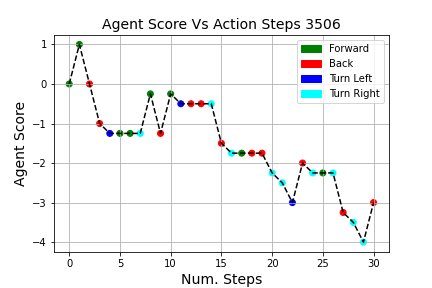 Agent Score Vs Action Steps 3506
Forward
Back
Turn Left
Turn Right
1
0
−1
−2
−3
−4
Agent Score
0 5 10 15 20 25 30
Num. Steps